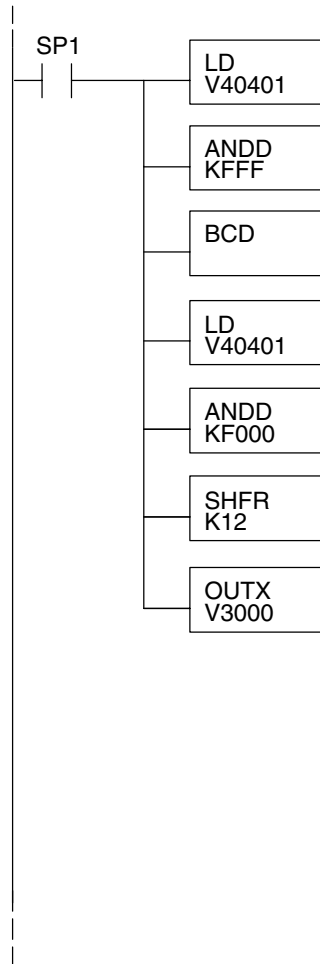 SP1
LD
V40401
ANDD
KFFF
BCD
LD
V40401
ANDD
KF000
SHFR
K12
OUTX
V3000